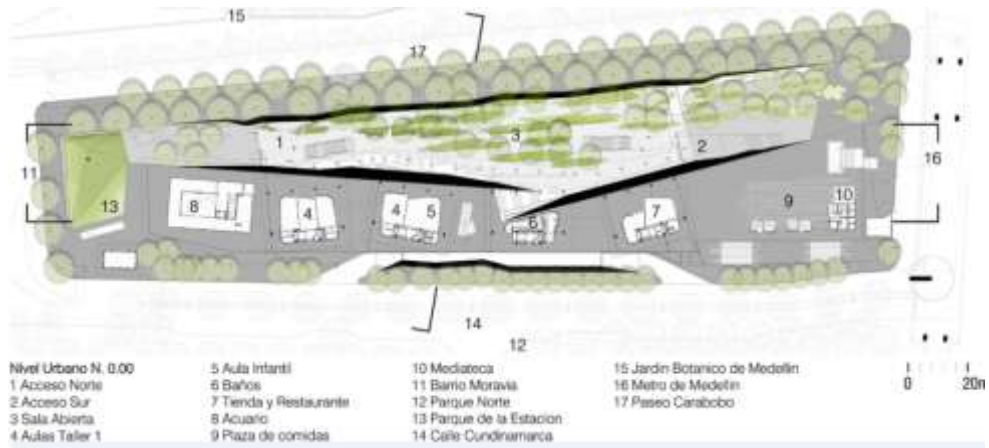 15
17
1
3
2
11
16
13
8
4
4
5
6
7
9
10
14
12
Nivel Urbano N. 0.00
1 Acceso Norte
2 Acceso Sur
3 Sala Abierta
4 Aulas Taller 1
5 Aula Infantil
6 Baños
7 Tienda y Restaurante
8 Acuario
9 Plaza de comidas
10 Mediateca
11 Barrio Moravia
12 Parque Norte
13 Parque de la Estacion
14 Calle Cundinamarca
15 Jardin Botanico de Medellin
16 Metro de Medellin
17 Paseo Carabobo
0 20m